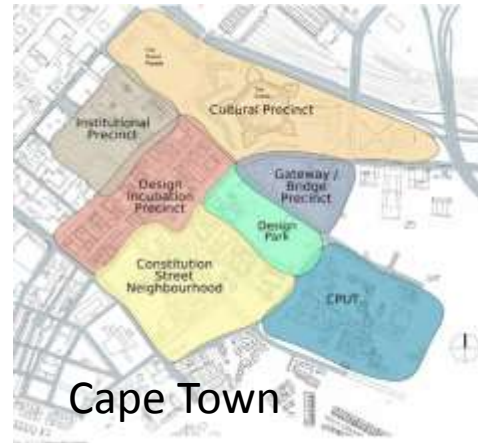 Cultural Precinct
Institutional
Precinct
Design
Incubation
Precinct
Gateway /
Bridge
Precinct
Design
Park
Constitution
Street
Neighbourhood
CPUT
Cape Town